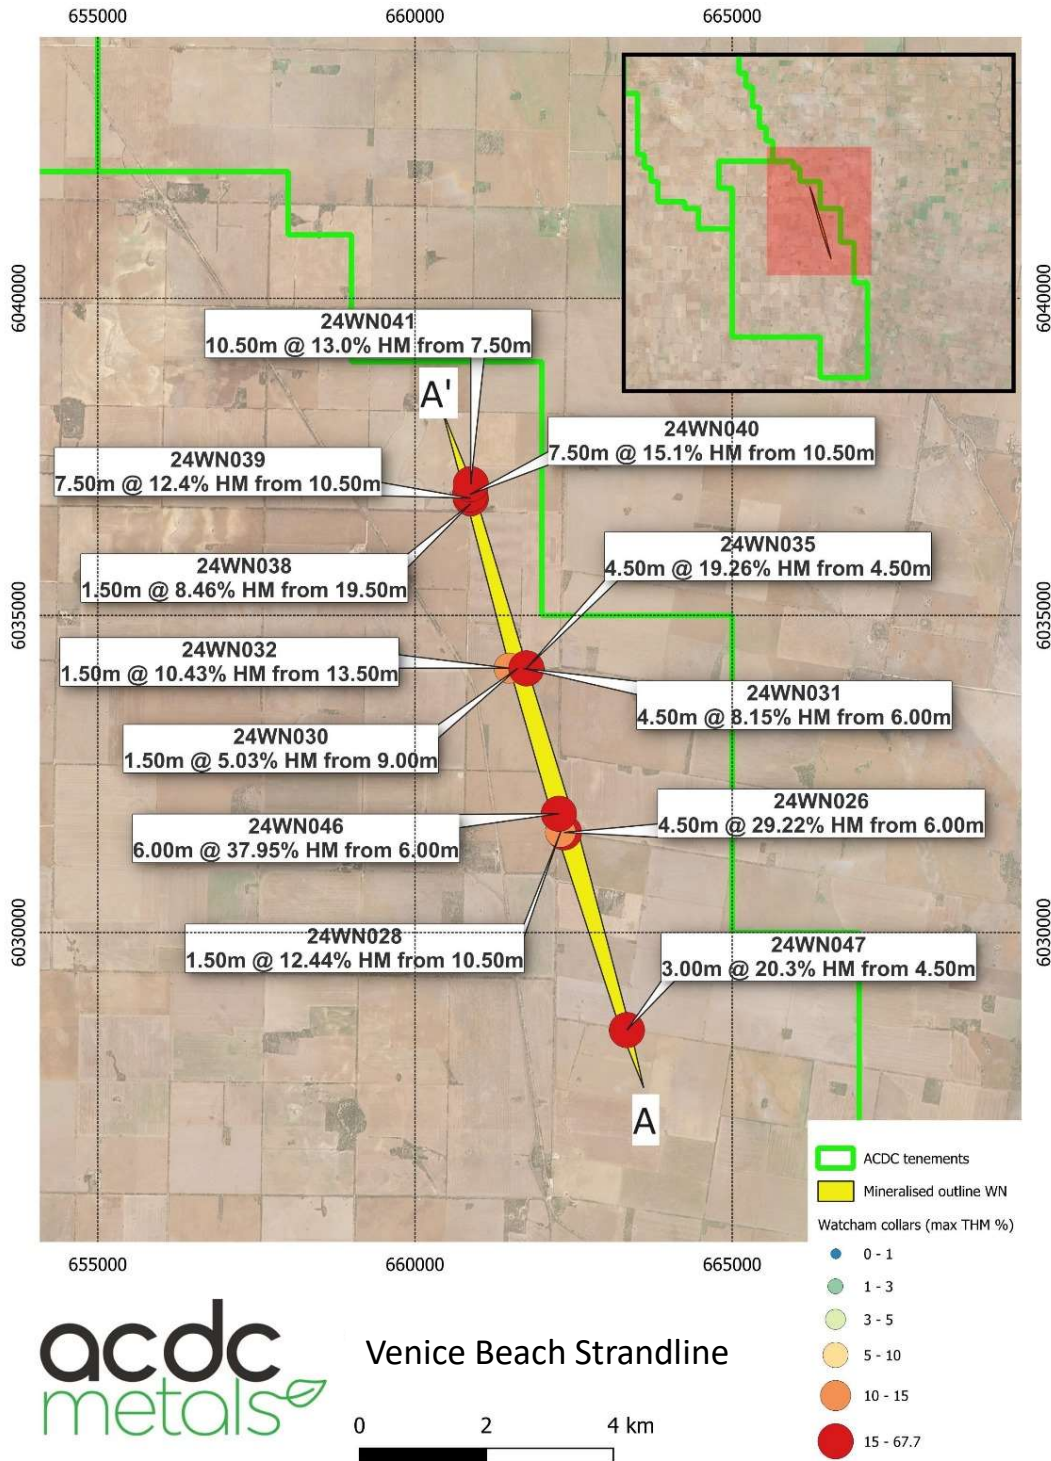 655000
660000
665000
6040000
6040000
24WN041
10.50m @ 13.0% HM from 7.50m
A'
24WN040
7.50m @ 15.1% HM from 10.50m
24WN039
7.50m @ 12.4% HM from 10.50m
24WN035
4.50m @ 19.26% HM from 4.50m
24WN038
1.50m @ 8.46% HM from 19.50m
6035000
6035000
24WN032
1.50m @ 10.43% HM from 13.50m
24WN031
4.50m @ 8.15% HM from 6.00m
24WN030
1.50m @ 5.03% HM from 9.00m
24WN026
4.50m @ 29.22% HM from 6.00m
24WN046
6.00m @ 37.95% HM from 6.00m
24WN028
1.50m @ 12.44% HM from 10.50m
24WN047
3.00m @ 20.3% HM from 4.50m
6030000
6030000
A
ACDC tenements
Mineralised outline WN
Watcham collars (max THM %)
0 - 1
1 - 3
3 - 5
5 - 10
10 - 15
15 - 67.7
655000
660000
665000
acdc
metals
Venice Beach Strandline
0 2 4 km